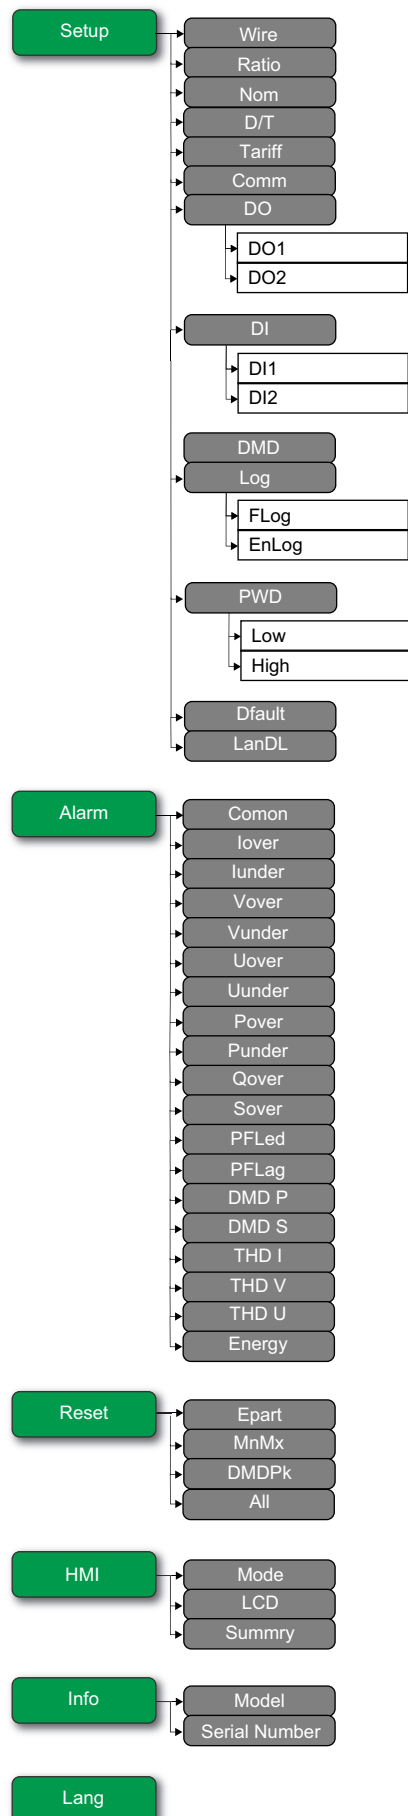 Setup
Wire
Ratio
Nom
D/T
Tariff
Comm
DO
DO1
DO2
DI
DI1
DI2
DMD
Log
FLog
EnLog
PWD
Low
High
Dfault
LanDL
Alarm
Comon
Iover
Iunder
Vover
Vunder
Uover
Uunder
Pover
Punder
Qover
Sover
PFLed
PFLag
DMD P
DMD S
THD I
THD V
THD U
Energy
Reset
Epart
MnMx
DMDPk
All
HMI
Mode
LCD
Summry
Info
Model
Serial Number
Lang